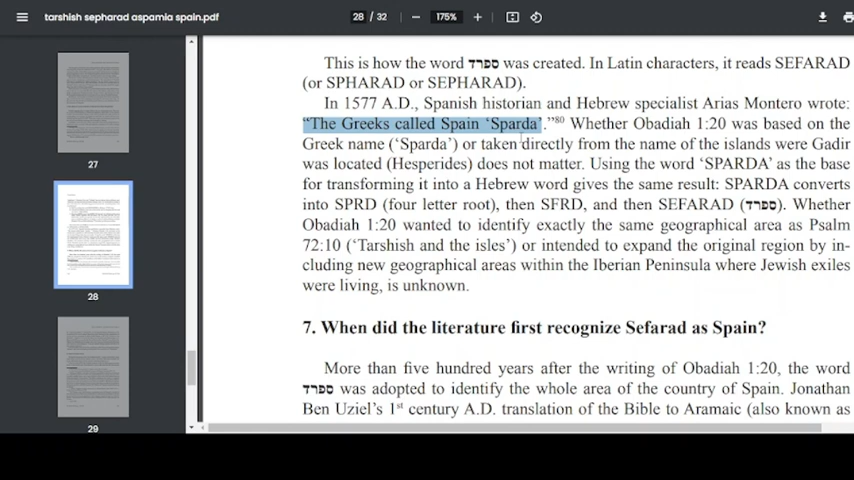 tarshish sepharad aspamia spain.pdf
28 / 32
175%
This is how the word ספרד was created. In Latin characters, it reads SEFARAD
(or SPHARAD or SEPHARAD).
In 1577 A.D., Spanish historian and Hebrew specialist Arias Montero wrote:
“The Greeks called Spain ‘Sparda’.”80 Whether Obadiah 1:20 was based on the
Greek name (‘Sparda’) or taken directly from the name of the islands were Gadir
was located (Hesperides) does not matter. Using the word ‘SPARDA’ as the base
for transforming it into a Hebrew word gives the same result: SPARDA converts
into SPRD (four letter root), then SFRD, and then SEFARAD (ספרד). Whether
Obadiah 1:20 wanted to identify exactly the same geographical area as Psalm
72:10 (‘Tarshish and the isles’) or intended to expand the original region by in-
cluding new geographical areas within the Iberian Peninsula where Jewish exiles
were living, is unknown.
7. When did the literature first recognize Sefarad as Spain?
More than five hundred years after the writing of Obadiah 1:20, the word
ספרד was adopted to identify the whole area of the country of Spain. Jonathan
Ben Uziel’s 1st century A.D. translation of the Bible to Aramaic (also known as
27
28
29